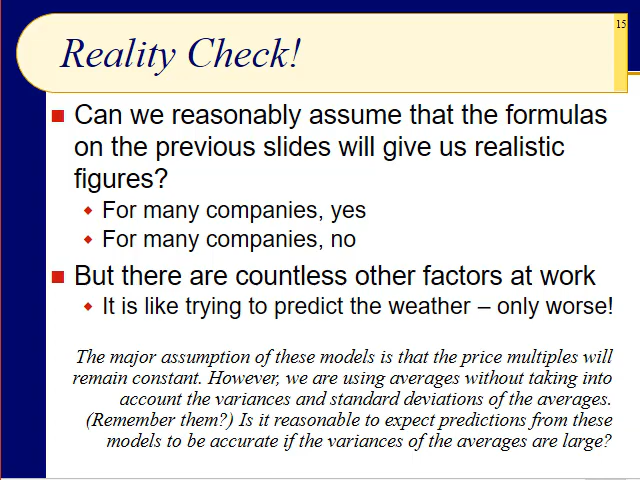 15
Reality Check!
Can we reasonably assume that the formulas
on the previous slides will give us realistic
figures?
For many companies, yes
For many companies, no
But there are countless other factors at work
It is like trying to predict the weather – only worse!
The major assumption of these models is that the price multiples will
remain constant. However, we are using averages without taking into
account the variances and standard deviations of the averages.
(Remember them?) Is it reasonable to expect predictions from these
models to be accurate if the variances of the averages are large?